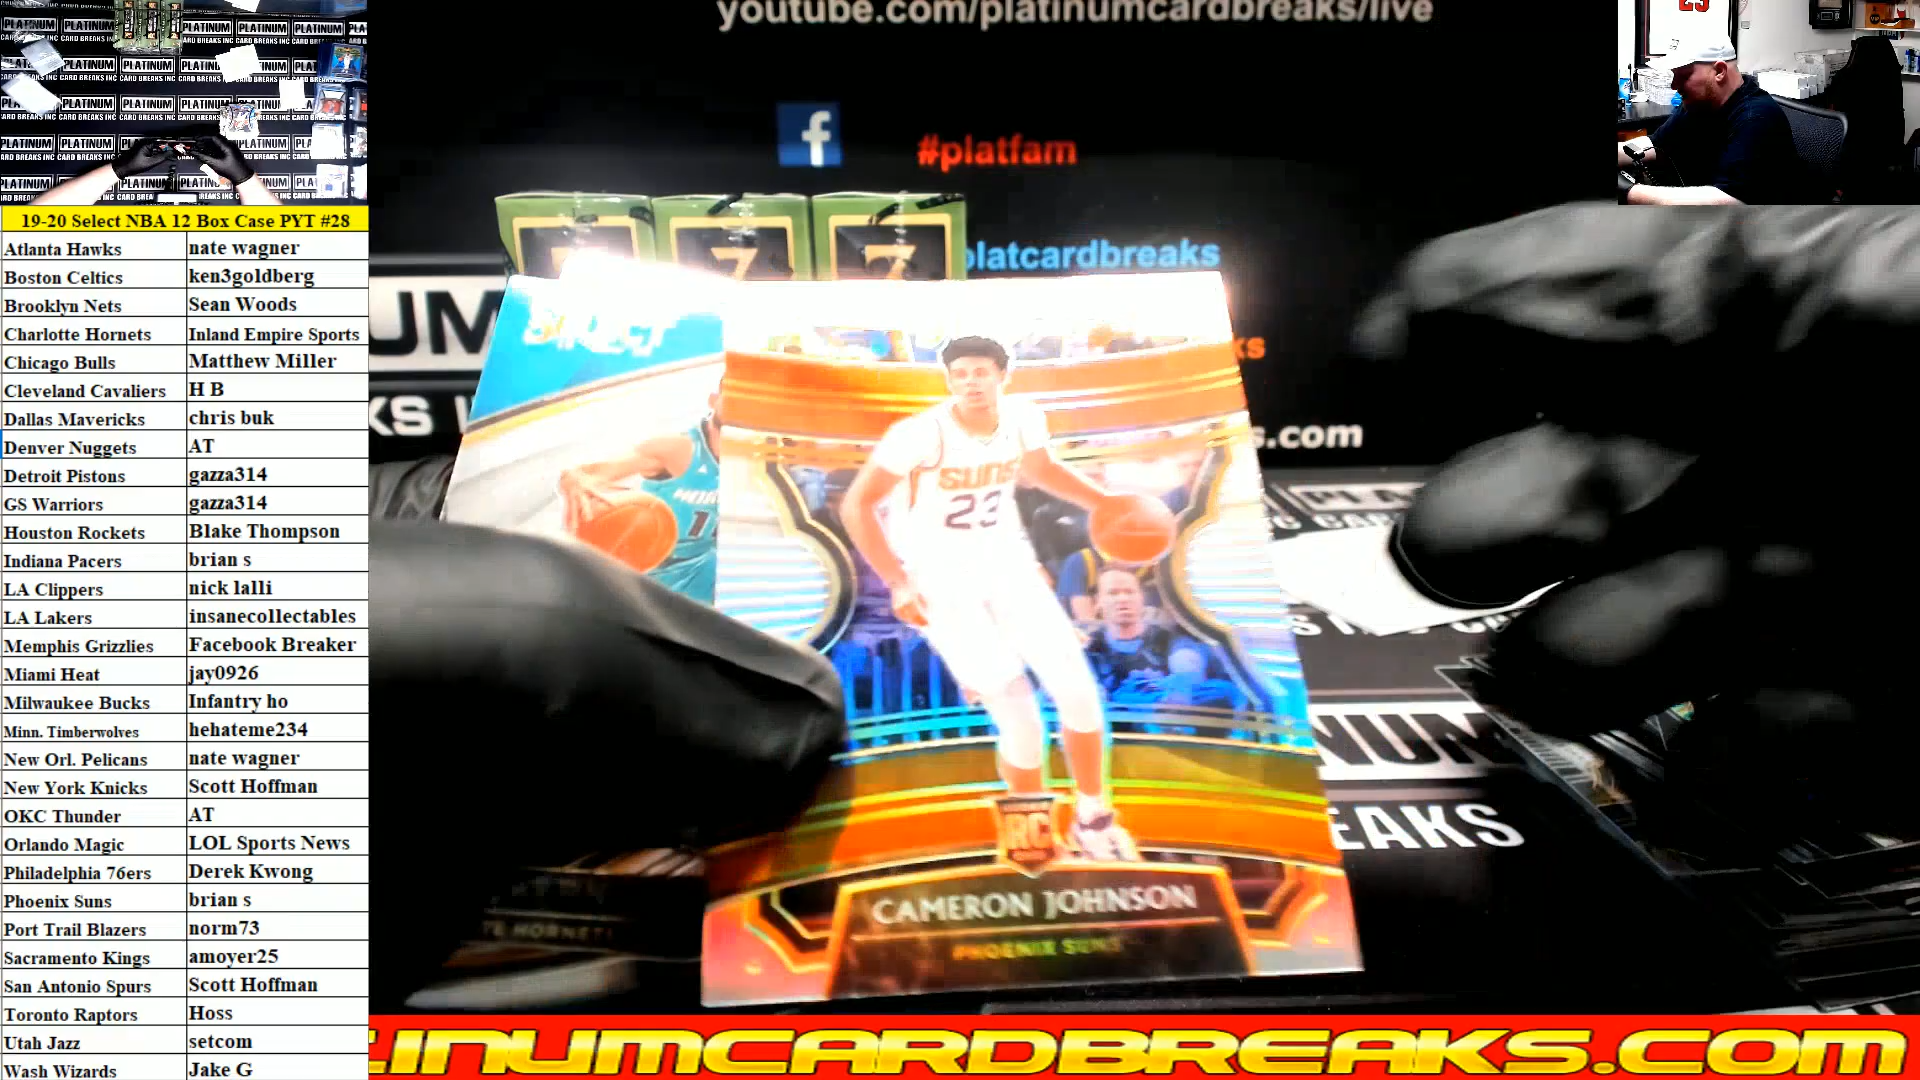 youtube.com/platinumcardbreaks/live
#platfam
platcardbreaks
s.com
19-20 Select NBA 12 Box Case PYT #28
Atlanta Hawks nate wagner
Boston Celtics ken3goldberg
Brooklyn Nets Sean Woods
Charlotte Hornets Inland Empire Sports
Chicago Bulls Matthew Miller
Cleveland Cavaliers H B
Dallas Mavericks chris buk
Denver Nuggets AT
Detroit Pistons gazza314
GS Warriors gazza314
Houston Rockets Blake Thompson
Indiana Pacers brian s
LA Clippers nick lalli
LA Lakers insanecollectables
Memphis Grizzlies Facebook Breaker
Miami Heat jay0926
Milwaukee Bucks Infantry ho
Minn. Timberwolves hehateme234
New Orl. Pelicans nate wagner
New York Knicks Scott Hoffman
OKC Thunder AT
Orlando Magic LOL Sports News
Philadelphia 76ers Derek Kwong
Phoenix Suns brian s
Port Trail Blazers norm73
Sacramento Kings amoyer25
San Antonio Spurs Scott Hoffman
Toronto Raptors Hoss
Utah Jazz setcom
Wash Wizards Jake G
SELECT
SUNS
23
RC
CAMERON JOHNSON
PHOENIX SUNS
EAKS
LINUMCARDBREAKS.COM